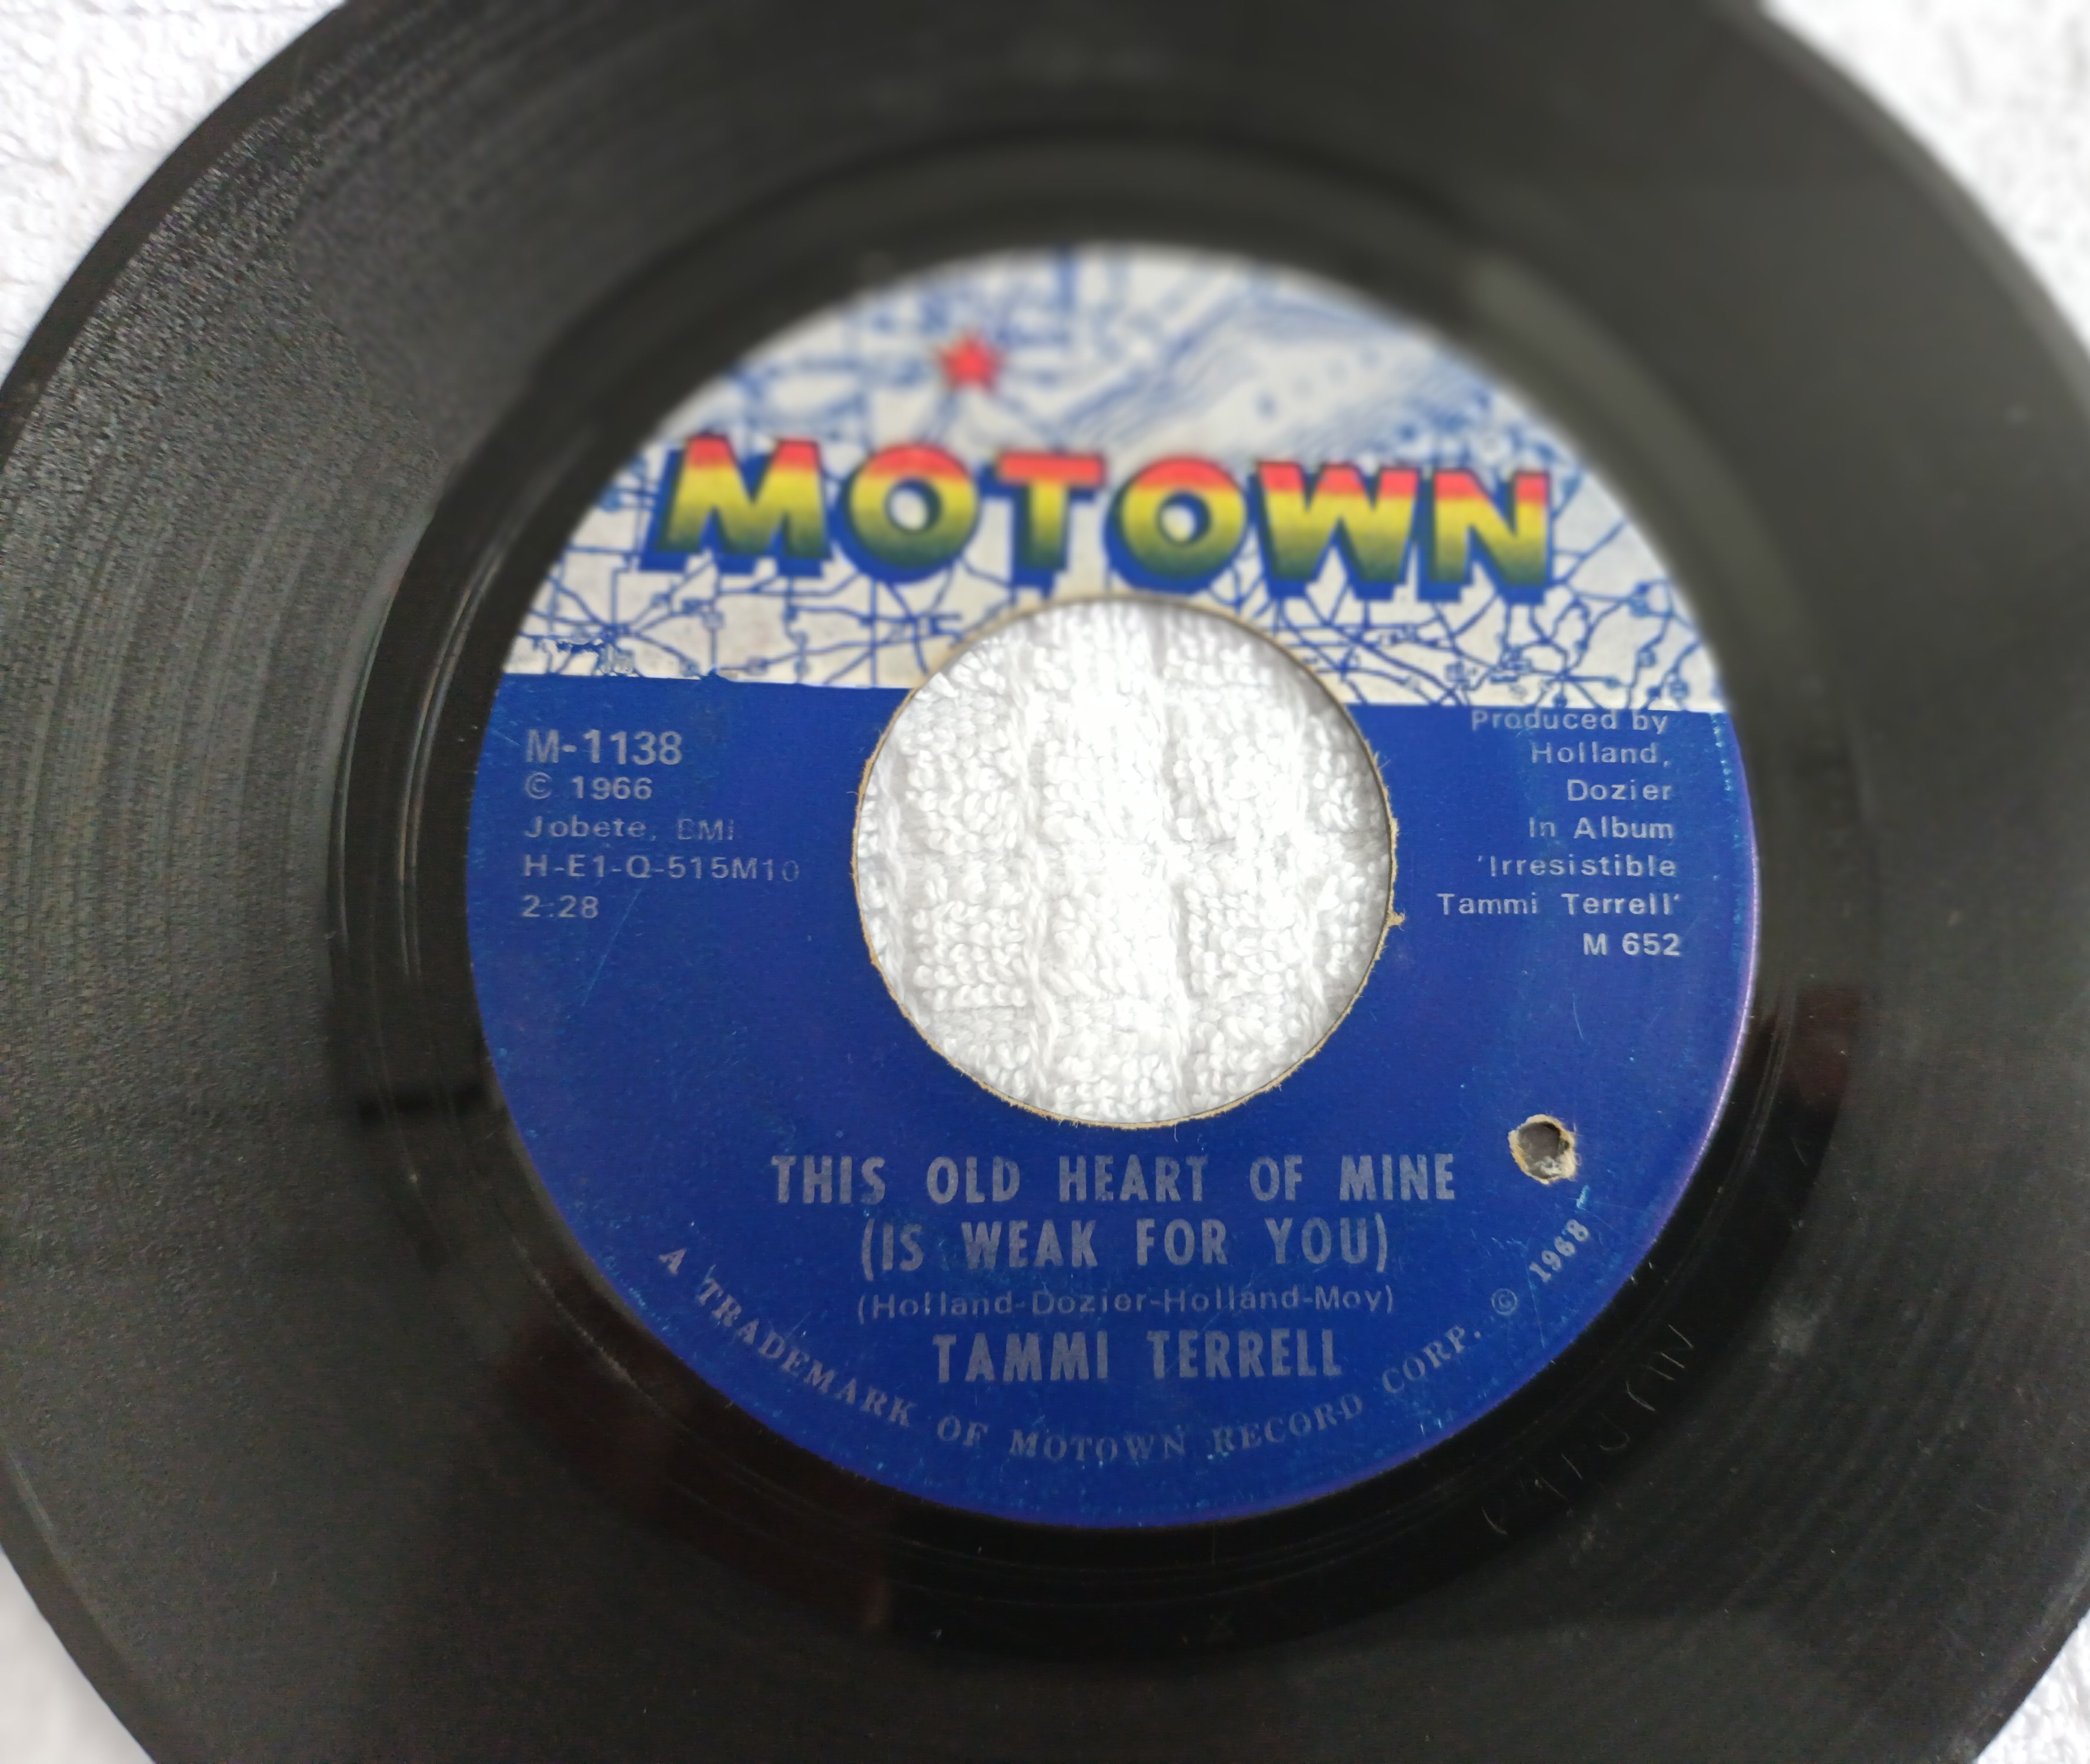 MOTOWN
M-1138
© 1966
Jobete, BMI
H-E1-Q-515M10
2:28
Produced by
Holland,
Dozier
In Album
'Irresistible
Tammi Terrell'
M 652
THIS OLD HEART OF MINE
(IS WEAK FOR YOU)
(Holland-Dozier-Holland-Moy)
TAMMI TERRELL
A TRADEMARK OF MOTOWN RECORD CORP. © 1968